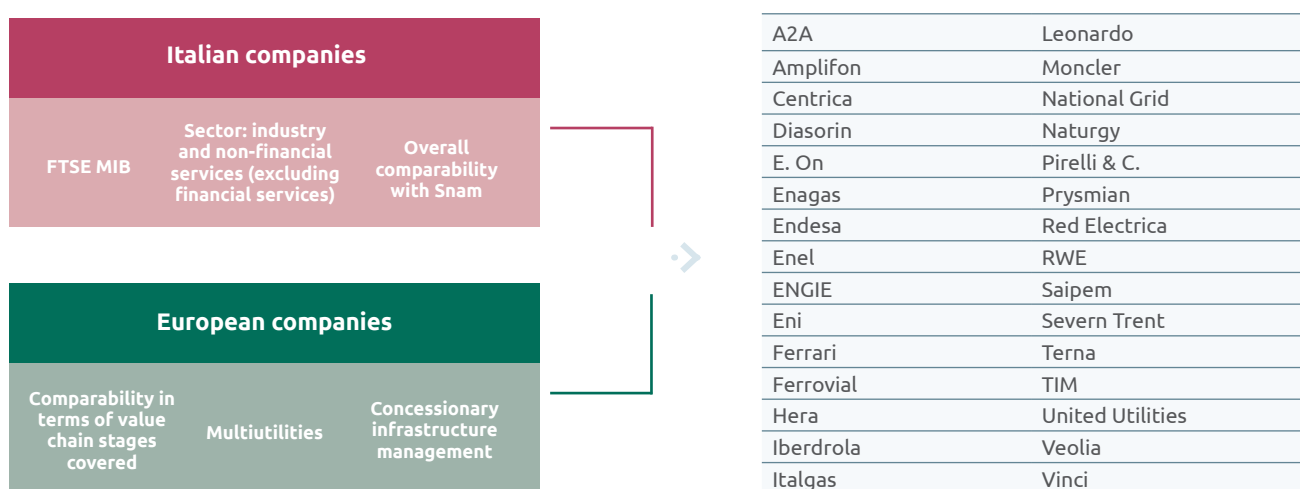 Italian companies
FTSE MIB
Sector: industry
and non-financial
services (excluding
financial services)
Overall
comparability
with Snam
European companies
Comparability in
terms of value
chain stages
covered
Multiutilities
Concessionary
infrastructure
management
A2A Leonardo
Amplifon Moncler
Centrica National Grid
Diasorin Naturgy
E. On Pirelli & C.
Enagas Prysmian
Endesa Red Electrica
Enel RWE
ENGIE Saipem
Eni Severn Trent
Ferrari Terna
Ferrovial TIM
Hera United Utilities
Iberdrola Veolia
Italgas Vinci